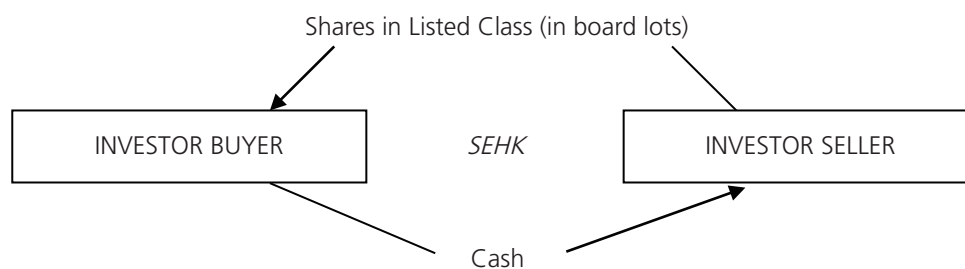 Shares in Listed Class (in board lots)
INVESTOR BUYER
SEHK
INVESTOR SELLER
Cash